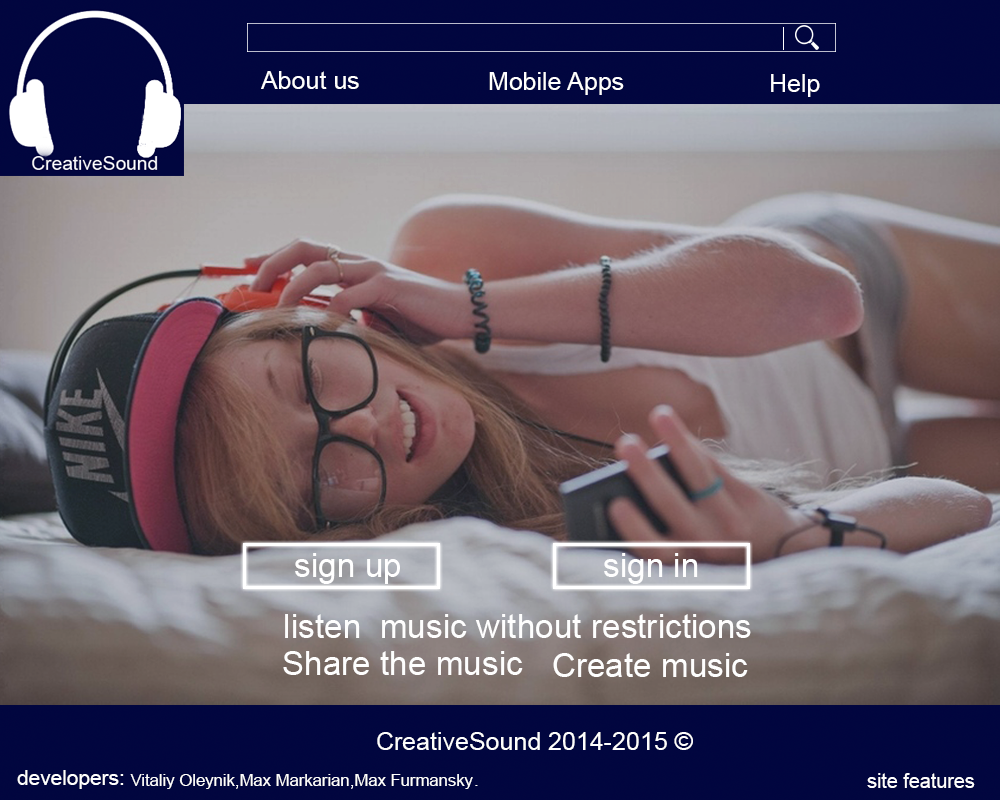 About us Mobile Apps Help
CreativeSound
NIKE
sign up sign in
listen music without restrictions
Share the music Create music
CreativeSound 2014-2015 ©
developers: Vitaliy Oleynik,Max Markarian,Max Furmansky.
site features